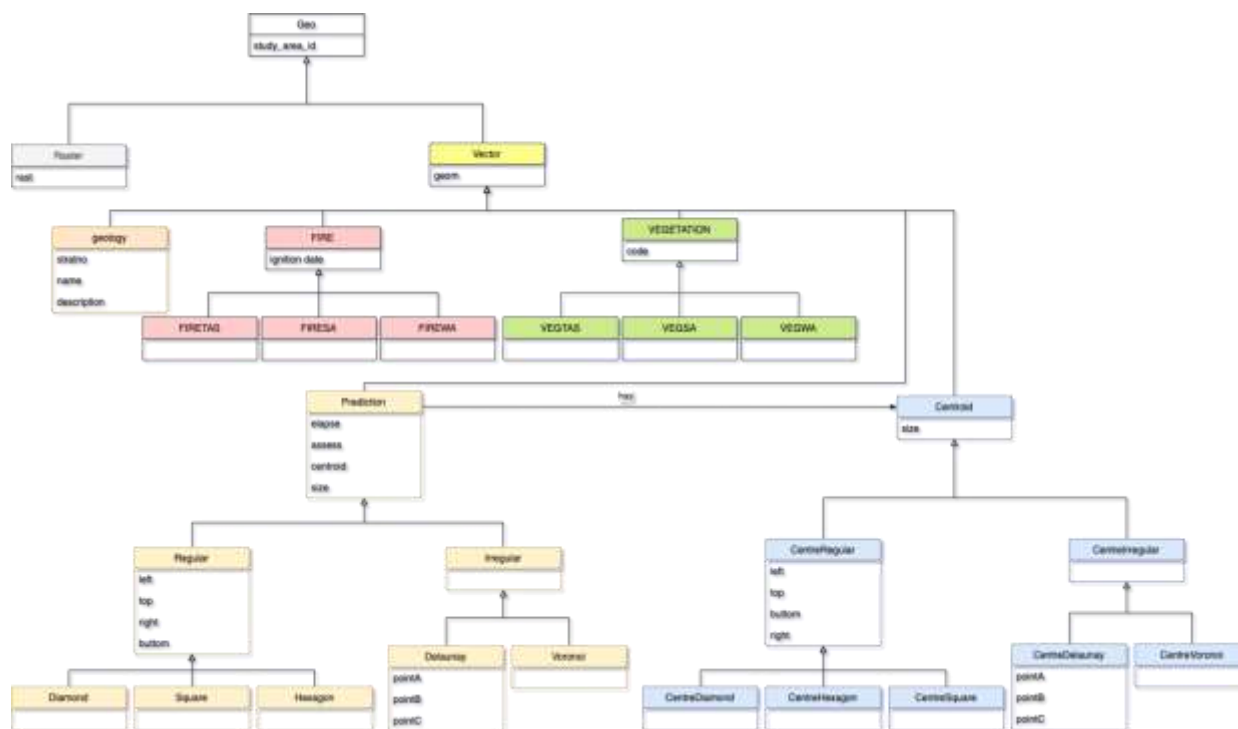 Geo
study_area_id
Raster
rast
Vector
geom
geology
stratno
name
description
FIRE
ignition date
VEGETATION
code
FIRETAS
FIRESA
FIREWA
VEGTAS
VEGSA
VEGWA
Prediction
elapse
assess
centroid
size
has
Centroid
size
Regular
left
top
right
buttom
Irregular
CentreRegular
left
top
buttom
right
CentreIrregular
Diamond
Square
Hexagon
Delaunay
pointA
pointB
pointC
Voronoi
CentreDiamond
CentreHexagon
CentreSquare
CentreDelaunay
pointA
pointB
pointC
CentreVoronoi